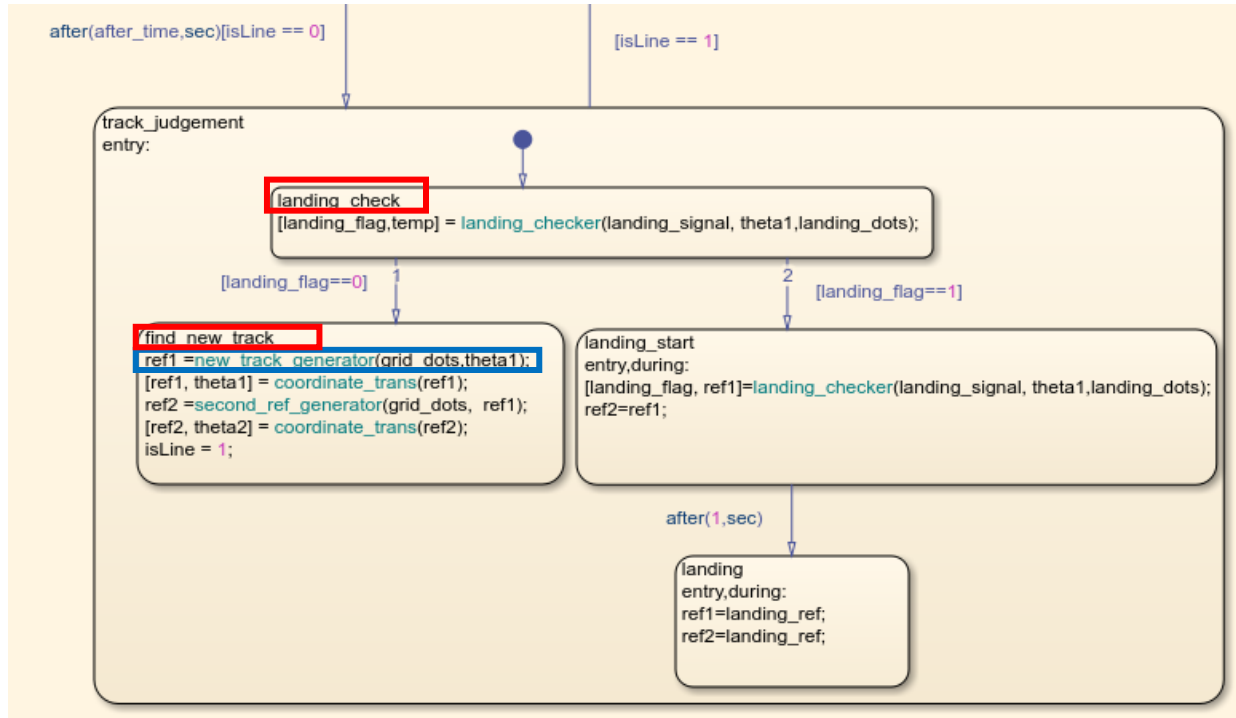 after(after_time,sec)[isLine == 0]
[isLine == 1]
track_judgement
entry:
landing_check
[landing_flag,temp] = landing_checker(landing_signal, theta1,landing_dots);
[landing_flag==0]
1
2
[landing_flag==1]
find_new_track
ref1 =new_track_generator(grid_dots,theta1);
[ref1, theta1] = coordinate_trans(ref1);
ref2 =second_ref_generator(grid_dots, ref1);
[ref2, theta2] = coordinate_trans(ref2);
isLine = 1;
landing_start
entry,during:
[landing_flag, ref1]=landing_checker(landing_signal, theta1,landing_dots);
ref2=ref1;
after(1,sec)
landing
entry,during:
ref1=landing_ref;
ref2=landing_ref;